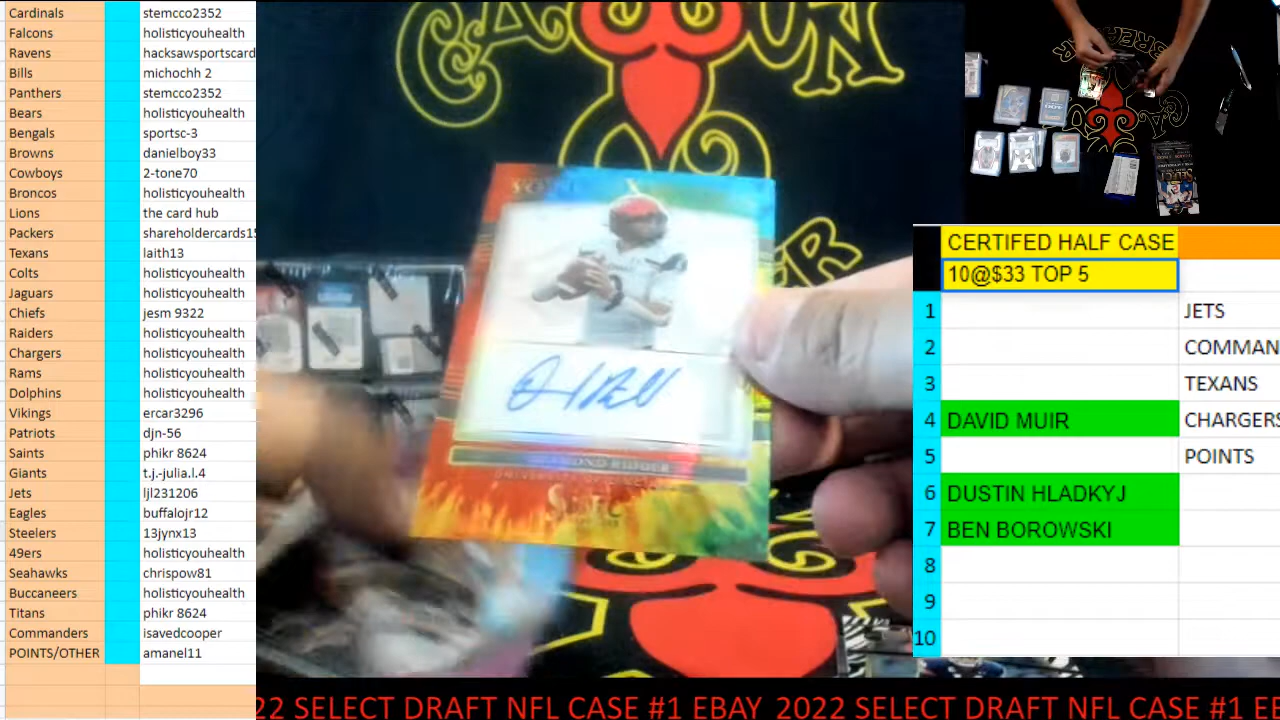 Cardinals stemcco2352
Falcons holisticyouhealth
Ravens hacksawsportscard
Bills michochh 2
Panthers stemcco2352
Bears holisticyouhealth
Bengals sportsc-3
Browns danielboy33
Cowboys 2-tone70
Broncos holisticyouhealth
Lions the card hub
Packers shareholdercards15
Texans laith13
Colts holisticyouhealth
Jaguars holisticyouhealth
Chiefs jesm 9322
Raiders holisticyouhealth
Chargers holisticyouhealth
Rams holisticyouhealth
Dolphins holisticyouhealth
Vikings ercar3296
Patriots djn-56
Saints phikr 8624
Giants t.j.-julia.l.4
Jets ljl231206
Eagles buffalojr12
Steelers 13jynx13
49ers holisticyouhealth
Seahawks chrispow81
Buccaneers holisticyouhealth
Titans phikr 8624
Commanders isavedcooper
POINTS/OTHER amanel11
DESMOND RIDDER
SELECT
CERTIFED HALF CASE
10@$33 TOP 5
1 JETS
2 COMMAN
3 TEXANS
4 DAVID MUIR CHARGERS
5 POINTS
6 DUSTIN HLADKYJ
7 BEN BOROWSKI
8
9
10
22 SELECT DRAFT NFL CASE #1 EBAY 2022 SELECT DRAFT NFL CASE #1 EB